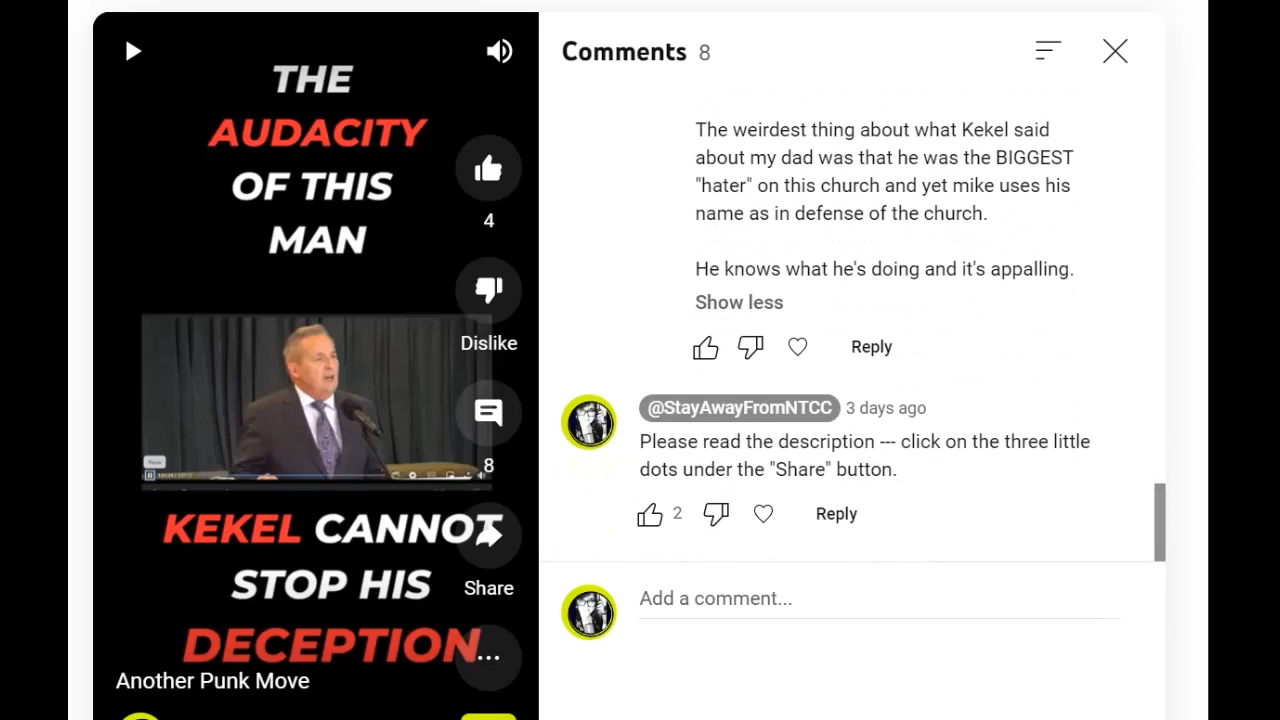 THE
AUDACITY
OF THIS
MAN
4
Dislike
8
KEKEL CANNOT
STOP HIS
Share
DECEPTION
Another Punk Move
Comments 8
The weirdest thing about what Kekel said
about my dad was that he was the BIGGEST
"hater" on this church and yet mike uses his
name as in defense of the church.
He knows what he's doing and it's appalling.
Show less
Reply
@StayAwayFromNTCC 3 days ago
Please read the description --- click on the three little
dots under the "Share" button.
2
Reply
Add a comment...